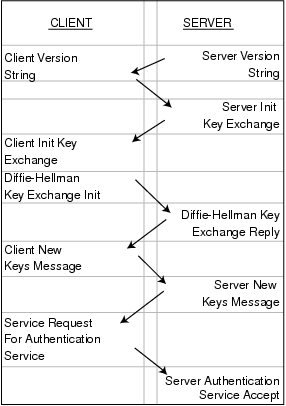 CLIENT
SERVER
Client Version
String
Server Version
String
Server Init
Key Exchange
Client Init Key
Exchange
Diffie-Hellman
Key Exchange Init
Diffie-Hellman Key
Exchange Reply
Client New
Keys Message
Server New
Keys Message
Service Request
For Authentication
Service
Server Authentication
Service Accept